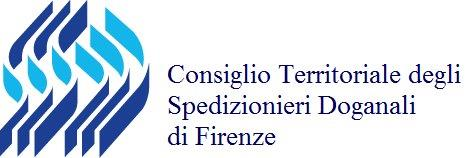 Consiglio Territoriale degli
Spedizionieri Doganali
di Firenze